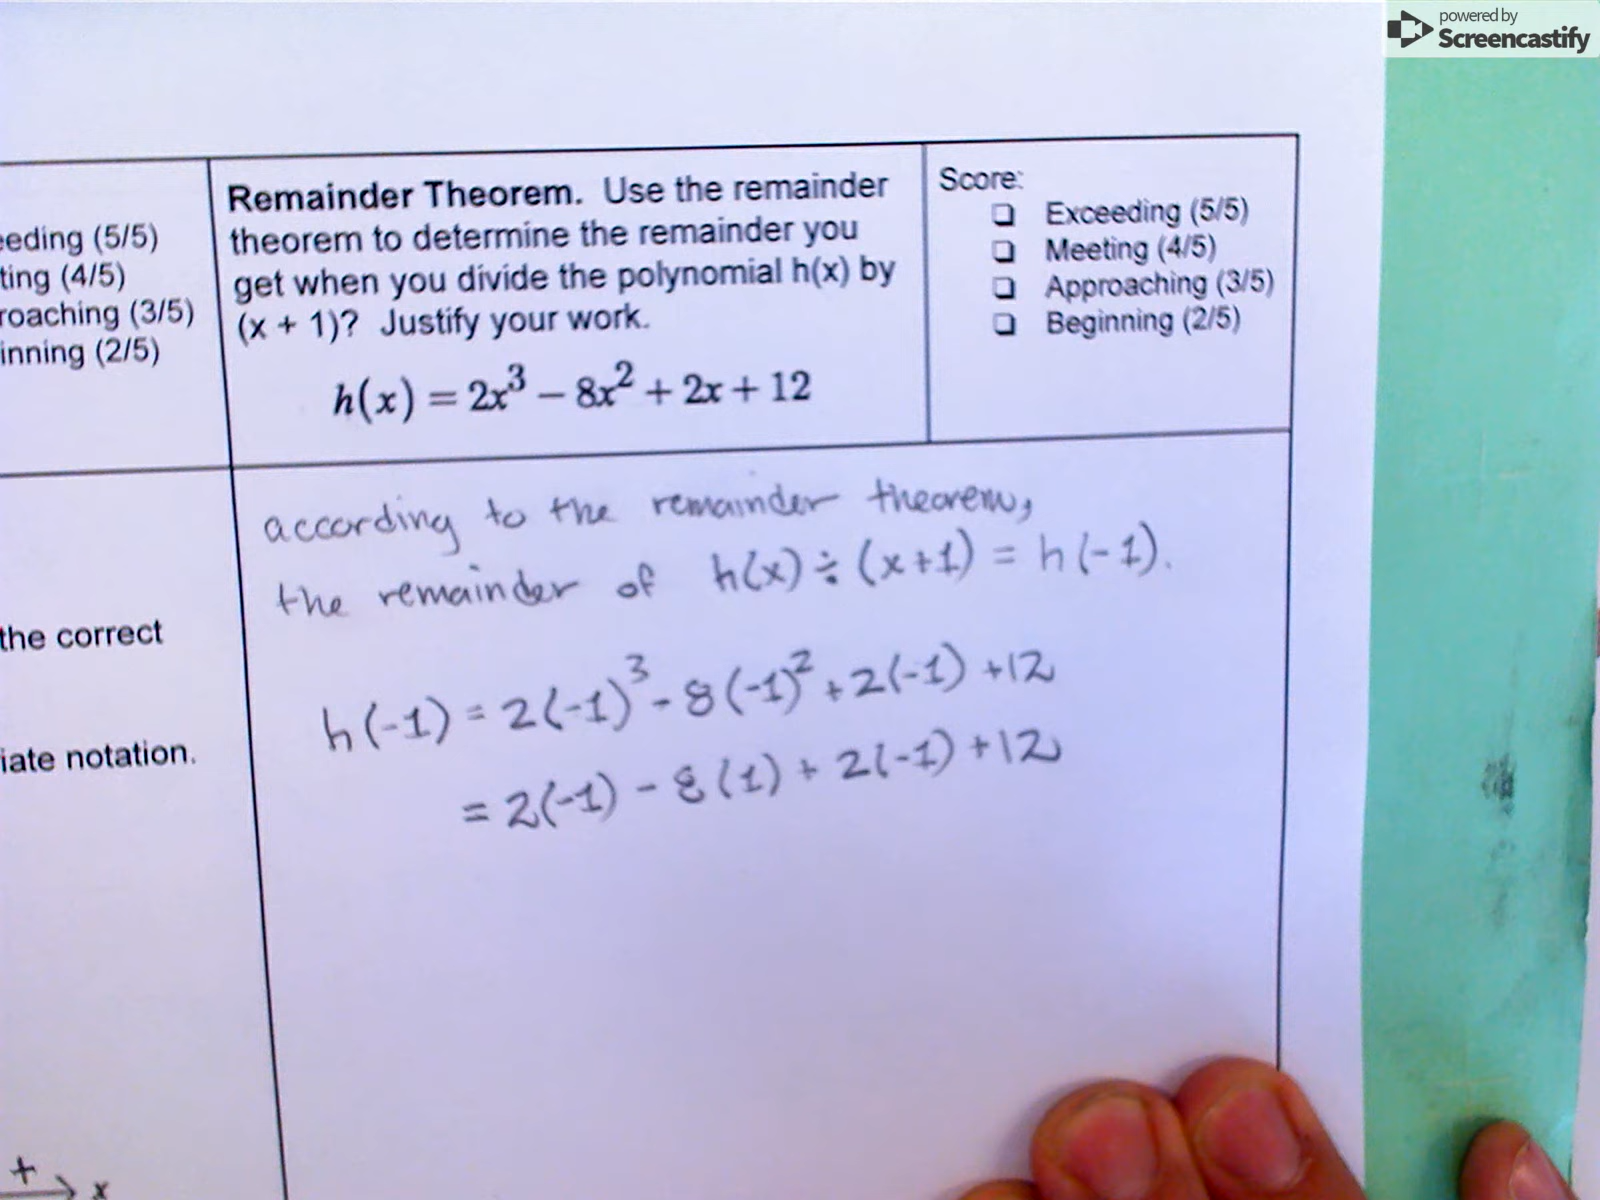 powered by
Screencastify
eeding (5/5)
ting (4/5)
roaching (3/5)
inning (2/5)
Remainder Theorem. Use the remainder
theorem to determine the remainder you
get when you divide the polynomial h(x) by
(x + 1)? Justify your work.
h(x) = 2x³ − 8x² + 2x + 12
Score:
❏ Exceeding (5/5)
❏ Meeting (4/5)
❏ Approaching (3/5)
❏ Beginning (2/5)
the correct
iate notation.
according to the remainder theorem,
the remainder of h(x) ÷ (x+1) = h(-1).
h(-1) = 2(-1)³ - 8(-1)² + 2(-1) +12
= 2(-1) - 8(1) + 2(-1) +12
+
x